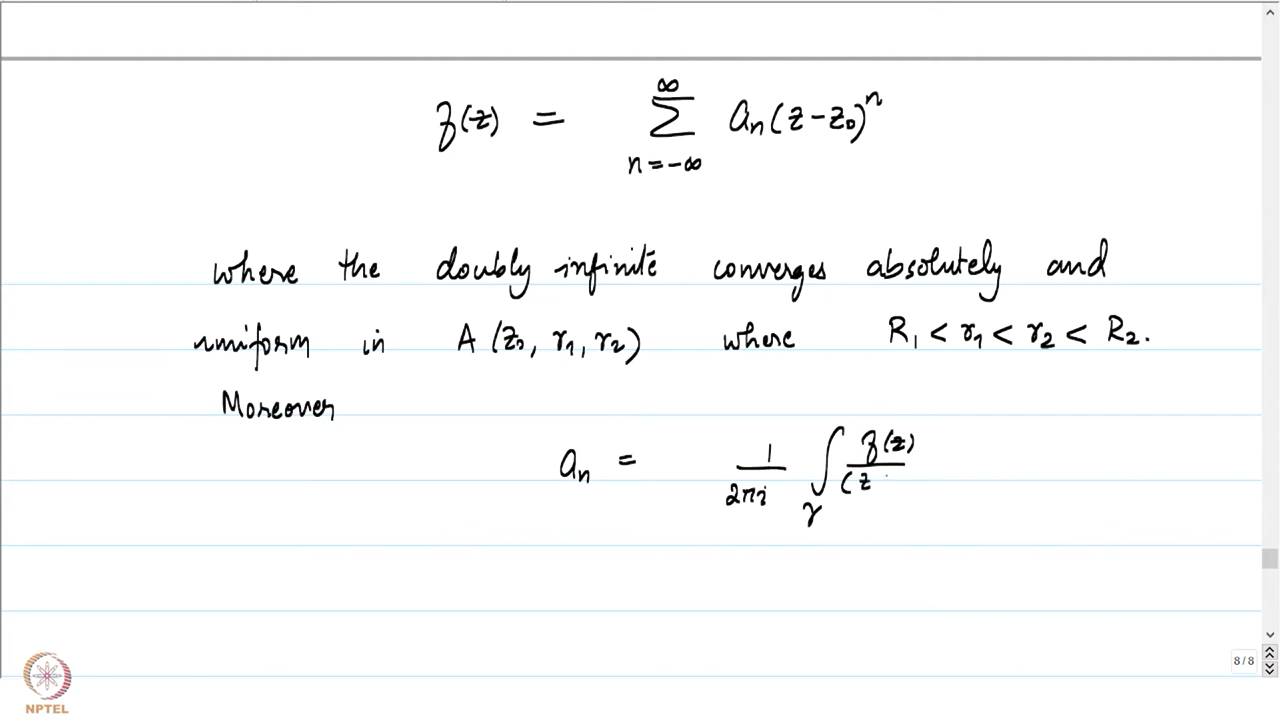 f(z) = ∑_{n=-∞}^{∞} a_n (z-z_0)^n
where the doubly infinite converges absolutely and
uniform in A (z_0, r_1, r_2) where R_1 < r_1 < r_2 < R_2.
Moreover
a_n = 1/2πi ∫_γ f(z)/(z
8/8
NPTEL